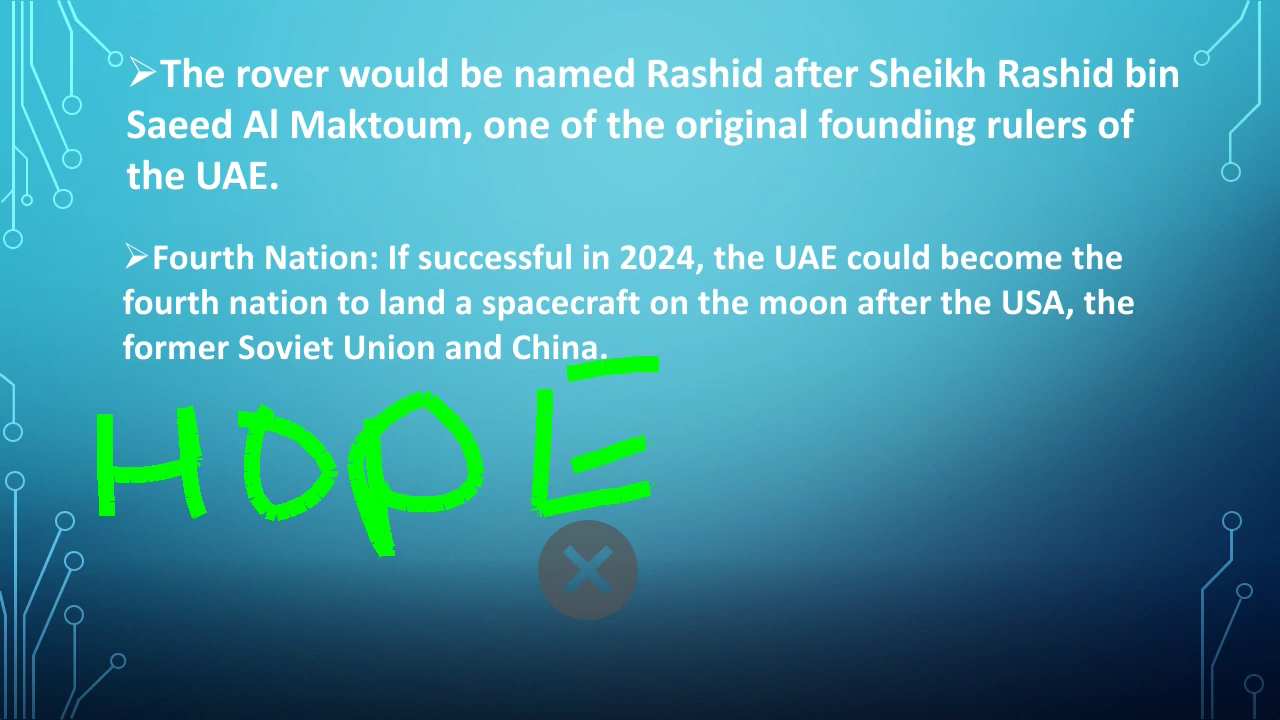 ➢The rover would be named Rashid after Sheikh Rashid bin
Saeed Al Maktoum, one of the original founding rulers of
the UAE.
➢Fourth Nation: If successful in 2024, the UAE could become the
fourth nation to land a spacecraft on the moon after the USA, the
former Soviet Union and China.
HOPE